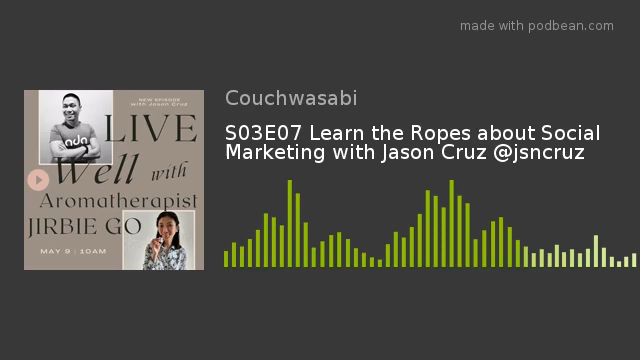 made with podbean.com
Couchwasabi
S03E07 Learn the Ropes about Social
Marketing with Jason Cruz @jsncruz
NEW EPISODE
with Jason Cruz
LIVE
Well with
Aromatherapist
JIRBIE GO
MAY 9 | 10AM